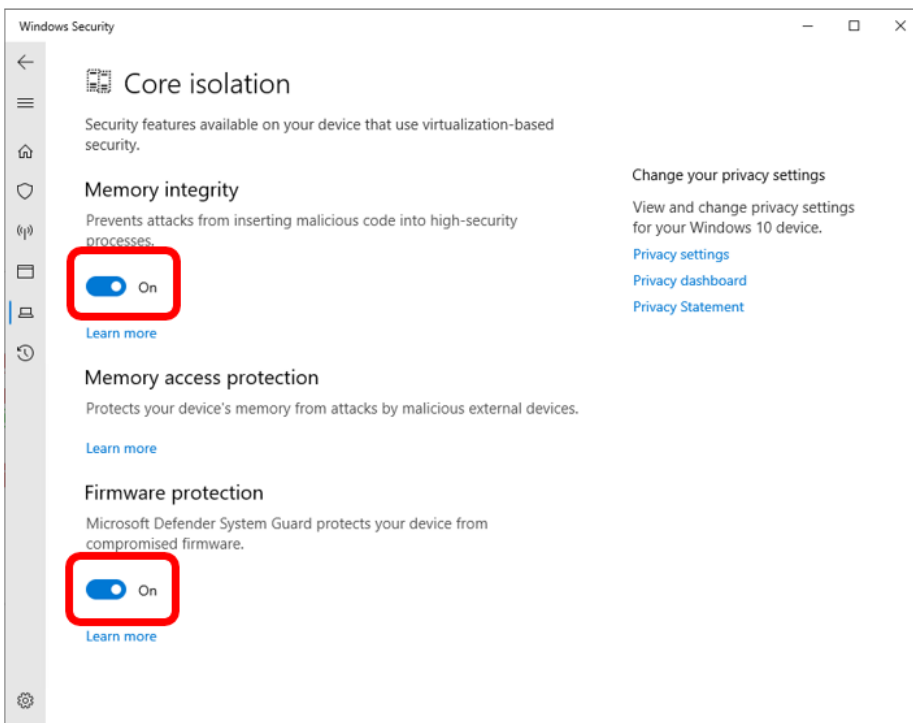 Windows Security
Core isolation
Security features available on your device that use virtualization-based
security.
Memory integrity
Prevents attacks from inserting malicious code into high-security
processes.
On
Learn more
Memory access protection
Protects your device's memory from attacks by malicious external devices.
Learn more
Firmware protection
Microsoft Defender System Guard protects your device from
compromised firmware.
On
Learn more
Change your privacy settings
View and change privacy settings
for your Windows 10 device.
Privacy settings
Privacy dashboard
Privacy Statement